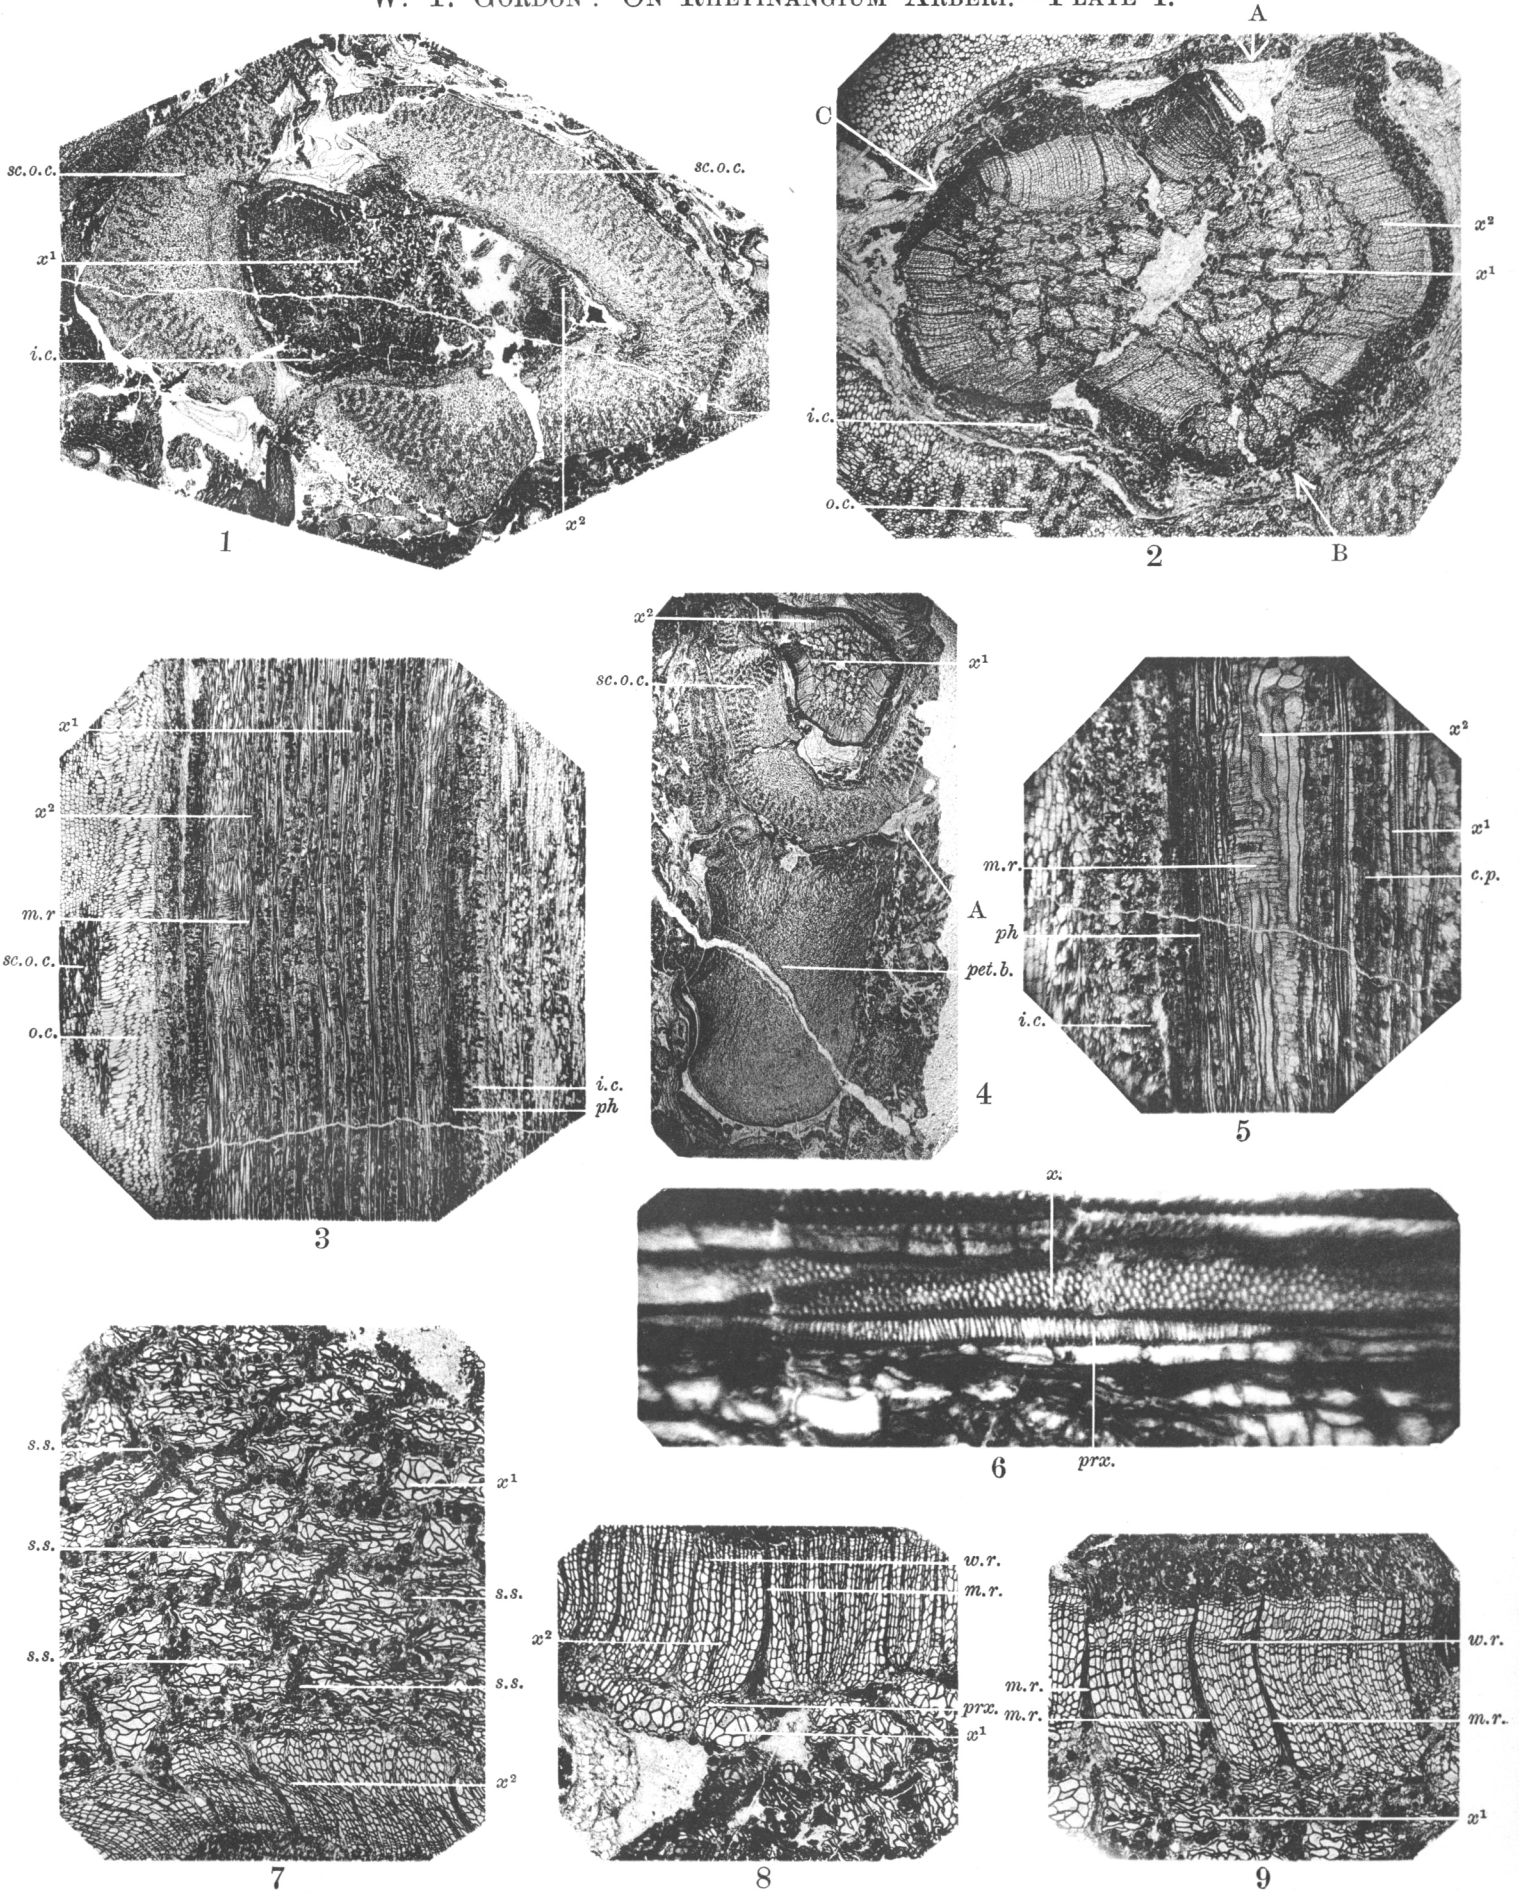 W. T. GORDON: ON RHETINANGIUM ARBERI. PLATE I.
A
C
sc.o.c.
sc.o.c.
x²
x¹
x¹
i.c.
i.c.
o.c.
x²
1
2
B
x²
x¹
sc.o.c.
x¹
x²
x²
x¹
m.r.
c.p.
m.r
A
ph
sc.o.c.
pet.b.
i.c.
o.c.
i.c.
ph
4
5
3
x.
6
prx.
s.s.
x¹
s.s.
w.r.
m.r.
s.s.
x²
w.r.
s.s.
s.s.
m.r.
prx.
m.r.
m.r.
x¹
x²
x¹
7
8
9